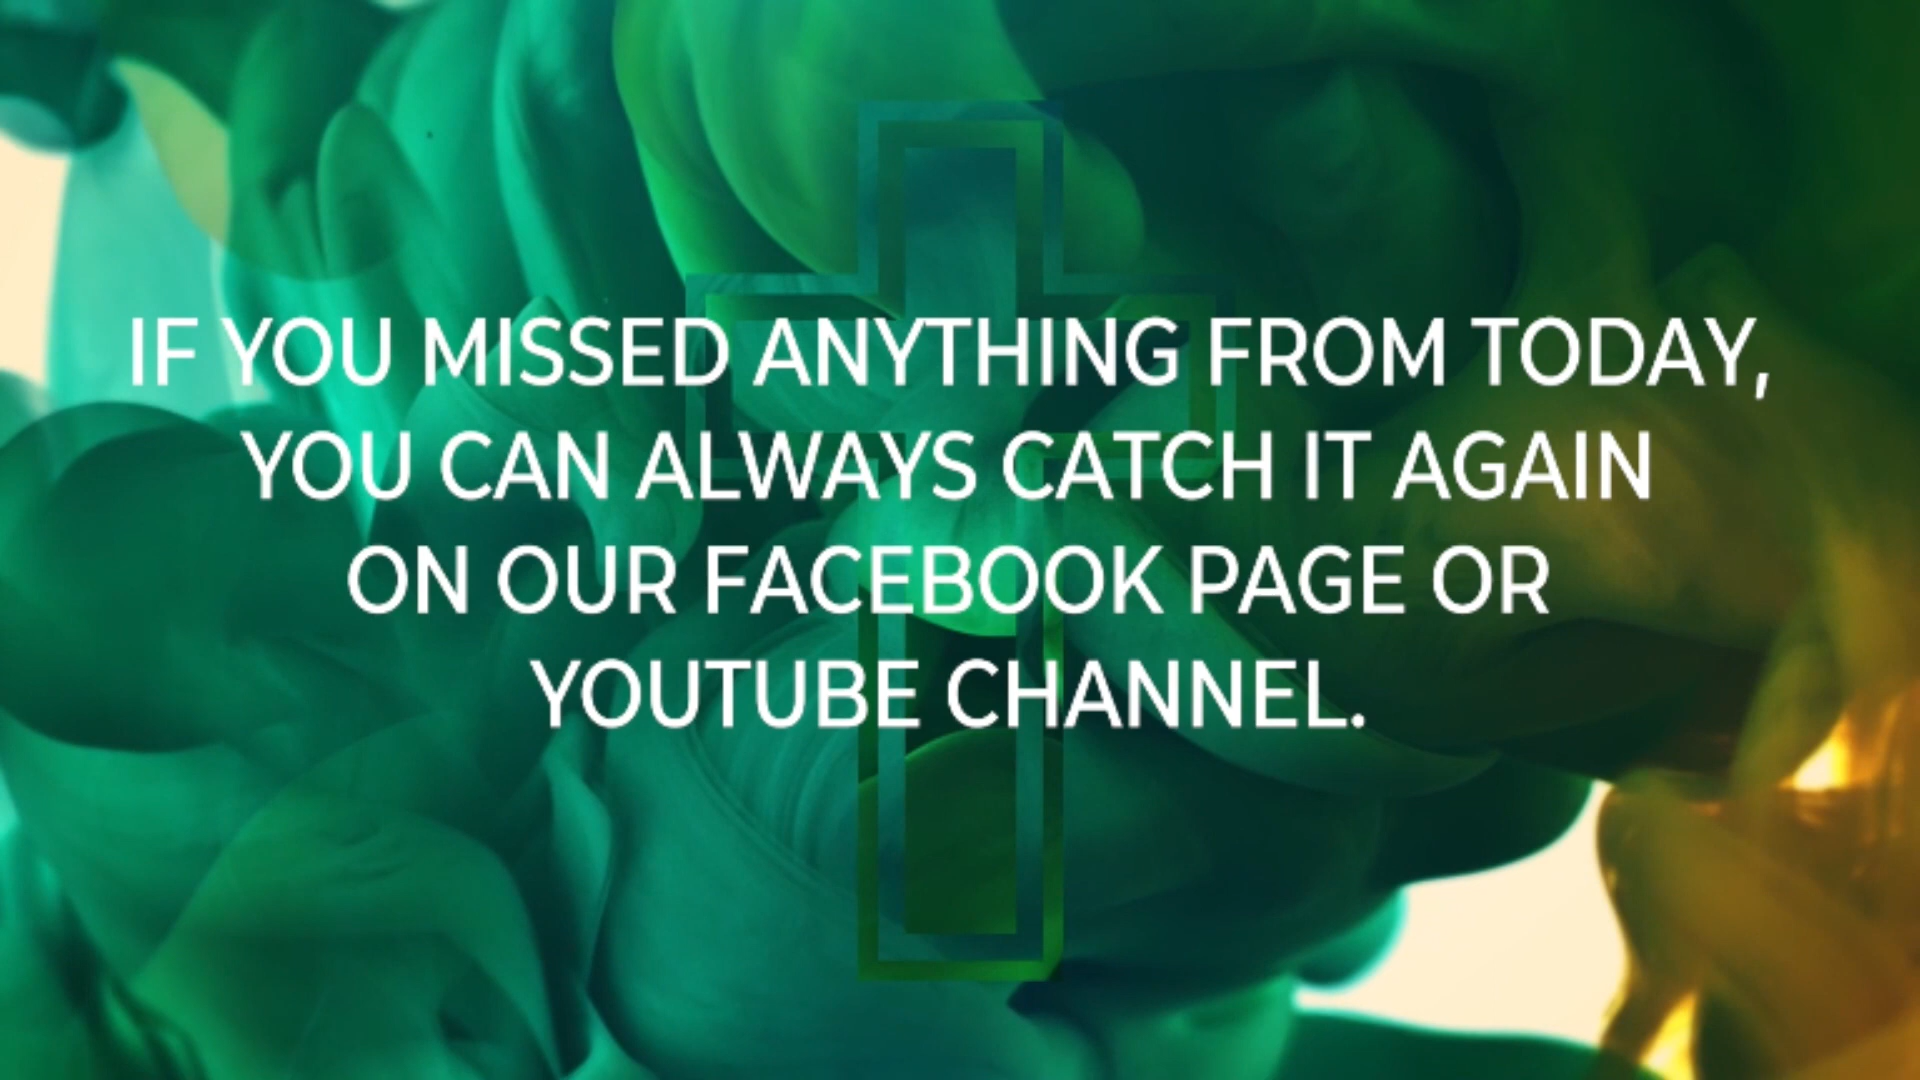 IF YOU MISSED ANYTHING FROM TODAY,
YOU CAN ALWAYS CATCH IT AGAIN
ON OUR FACEBOOK PAGE OR
YOUTUBE CHANNEL.